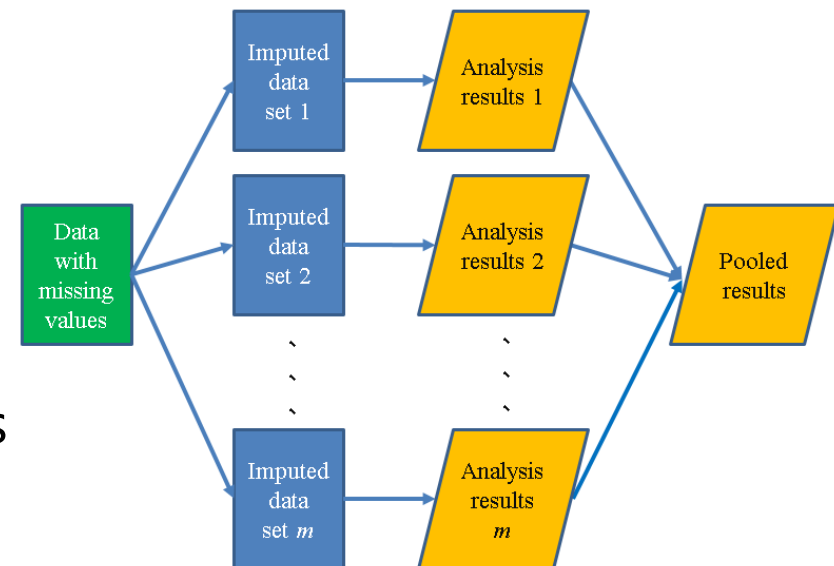 Imputed
data
set 1
Analysis
results 1
Data
with
missing
values
Imputed
data
set 2
Analysis
results 2
Pooled
results
s
Imputed
data
set m
Analysis
results
m